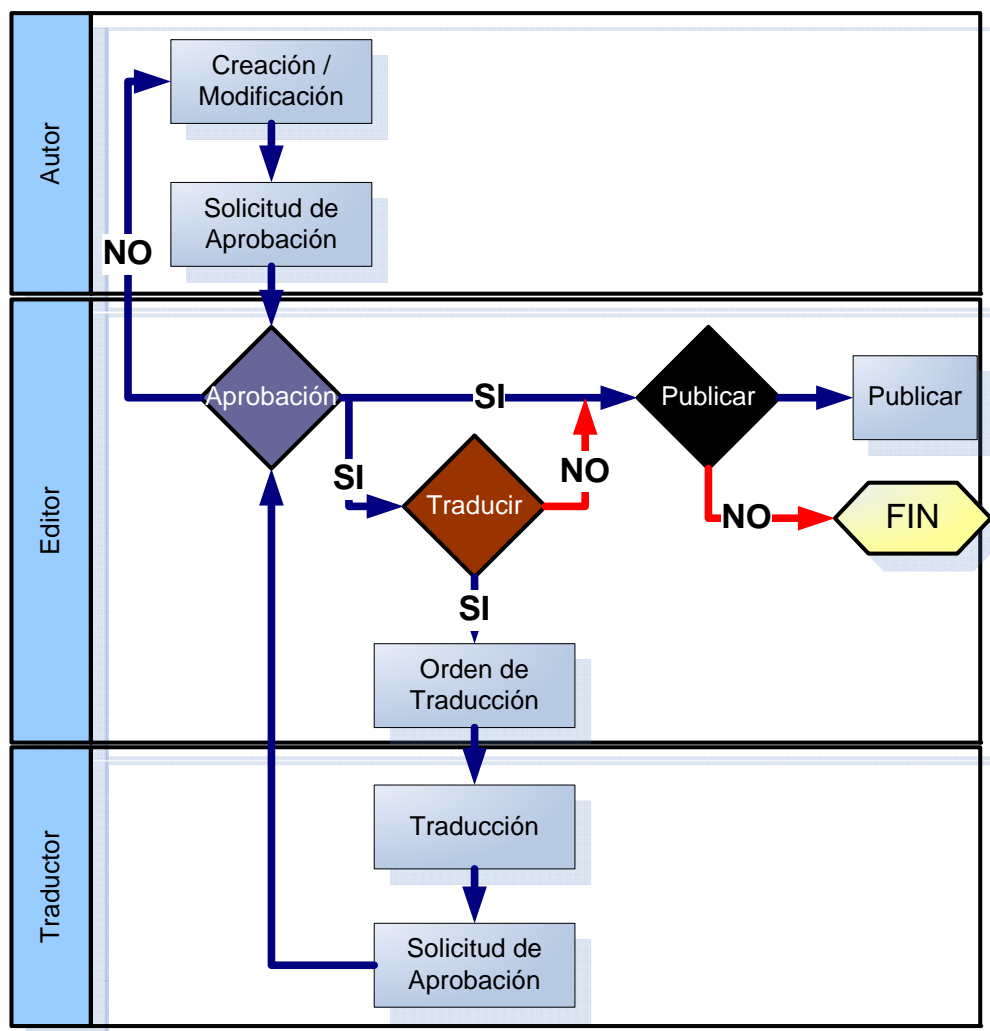 Autor
Creación /
Modificación
Solicitud de
Aprobación
NO
Editor
Aprobación
SI
Publicar
Publicar
SI
Traducir
NO
NO
FIN
SI
Orden de
Traducción
Traductor
Traducción
Solicitud de
Aprobación